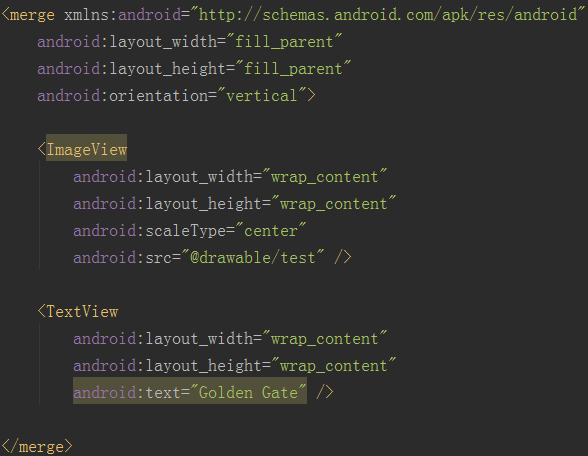 <merge xmlns:android="http://schemas.android.com/apk/res/android"
android:layout_width="fill_parent"
android:layout_height="fill_parent"
android:orientation="vertical">
<ImageView
android:layout_width="wrap_content"
android:layout_height="wrap_content"
android:scaleType="center"
android:src="@drawable/test" />
<TextView
android:layout_width="wrap_content"
android:layout_height="wrap_content"
android:text="Golden Gate" />
</merge>